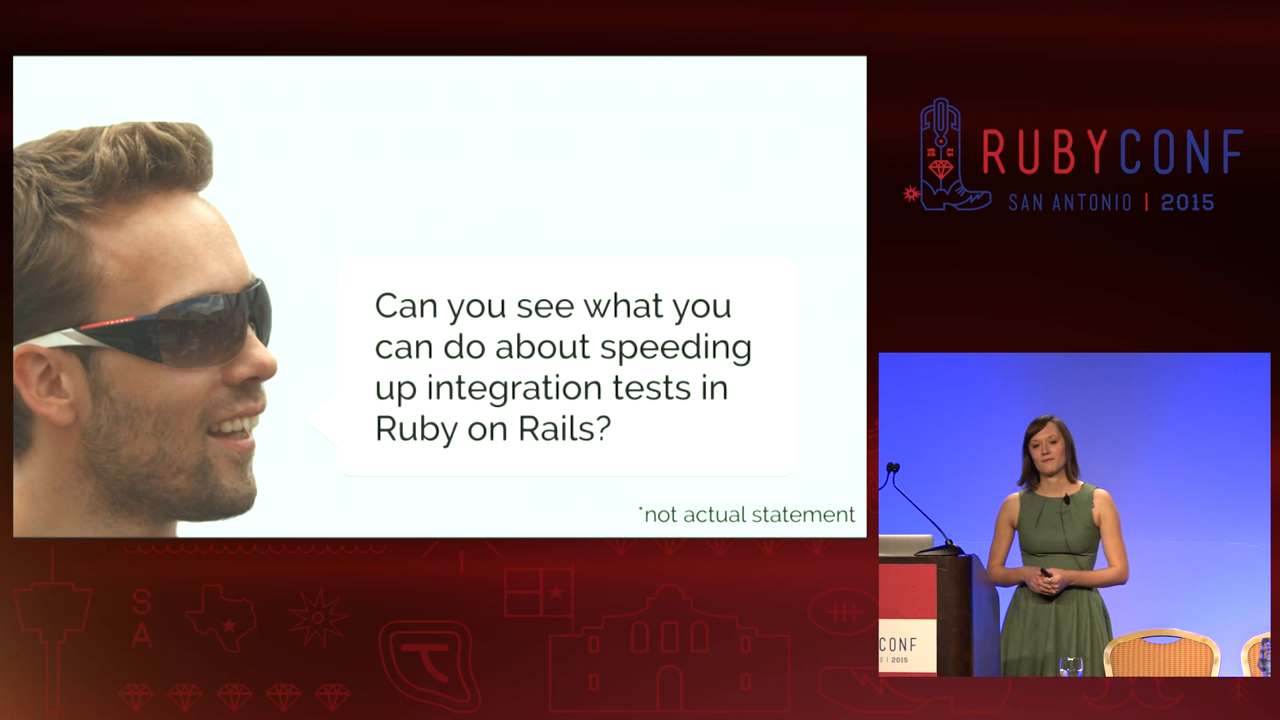 Can you see what you
can do about speeding
up integration tests in
Ruby on Rails?
*not actual statement
RUBYCONF
SAN ANTONIO | 2015
S
A
CONF
O | 2015